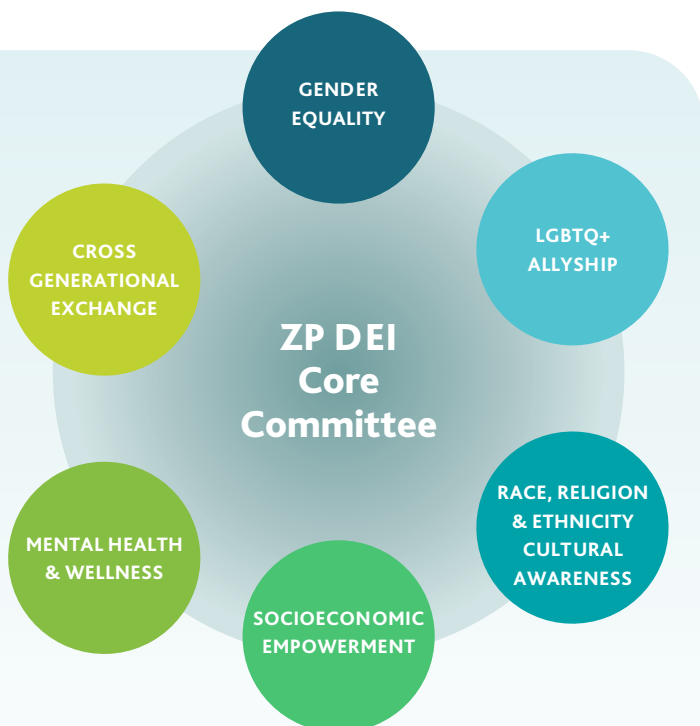 GENDER
EQUALITY
LGBTQ+
ALLYSHIP
CROSS
GENERATIONAL
EXCHANGE
ZP DEI
Core
Committee
RACE, RELIGION
& ETHNICITY
CULTURAL
AWARENESS
MENTAL HEALTH
& WELLNESS
SOCIOECONOMIC
EMPOWERMENT